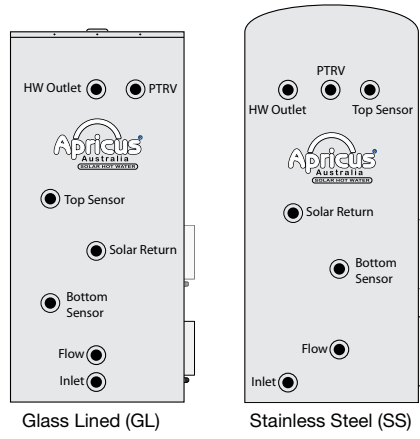 HW Outlet
PTRV
Apricus
Australia
SOLAR HOT WATER
Top Sensor
Solar Return
Bottom
Sensor
Flow
Inlet
Glass Lined (GL)
PTRV
HW Outlet
Top Sensor
Apricus
Australia
SOLAR HOT WATER
Solar Return
Bottom
Sensor
Flow
Inlet
Stainless Steel (SS)